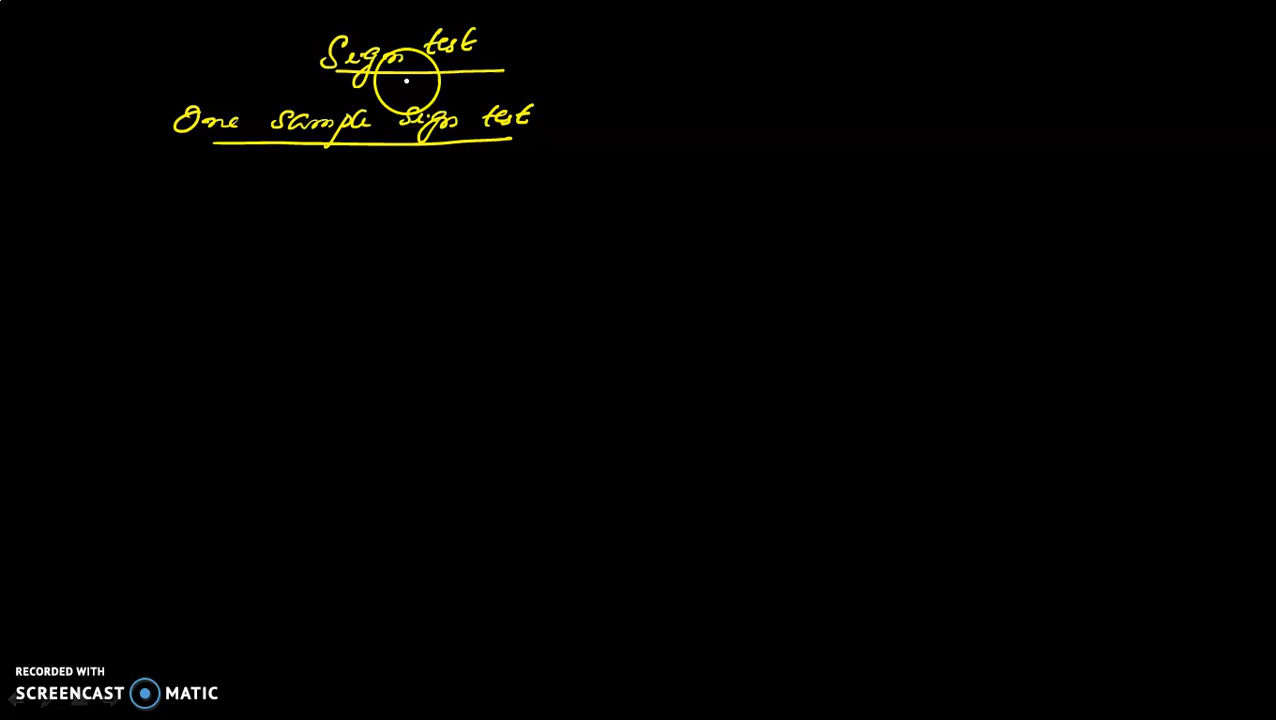 Sign test
One sample sign test
RECORDED WITH
SCREENCAST MATIC